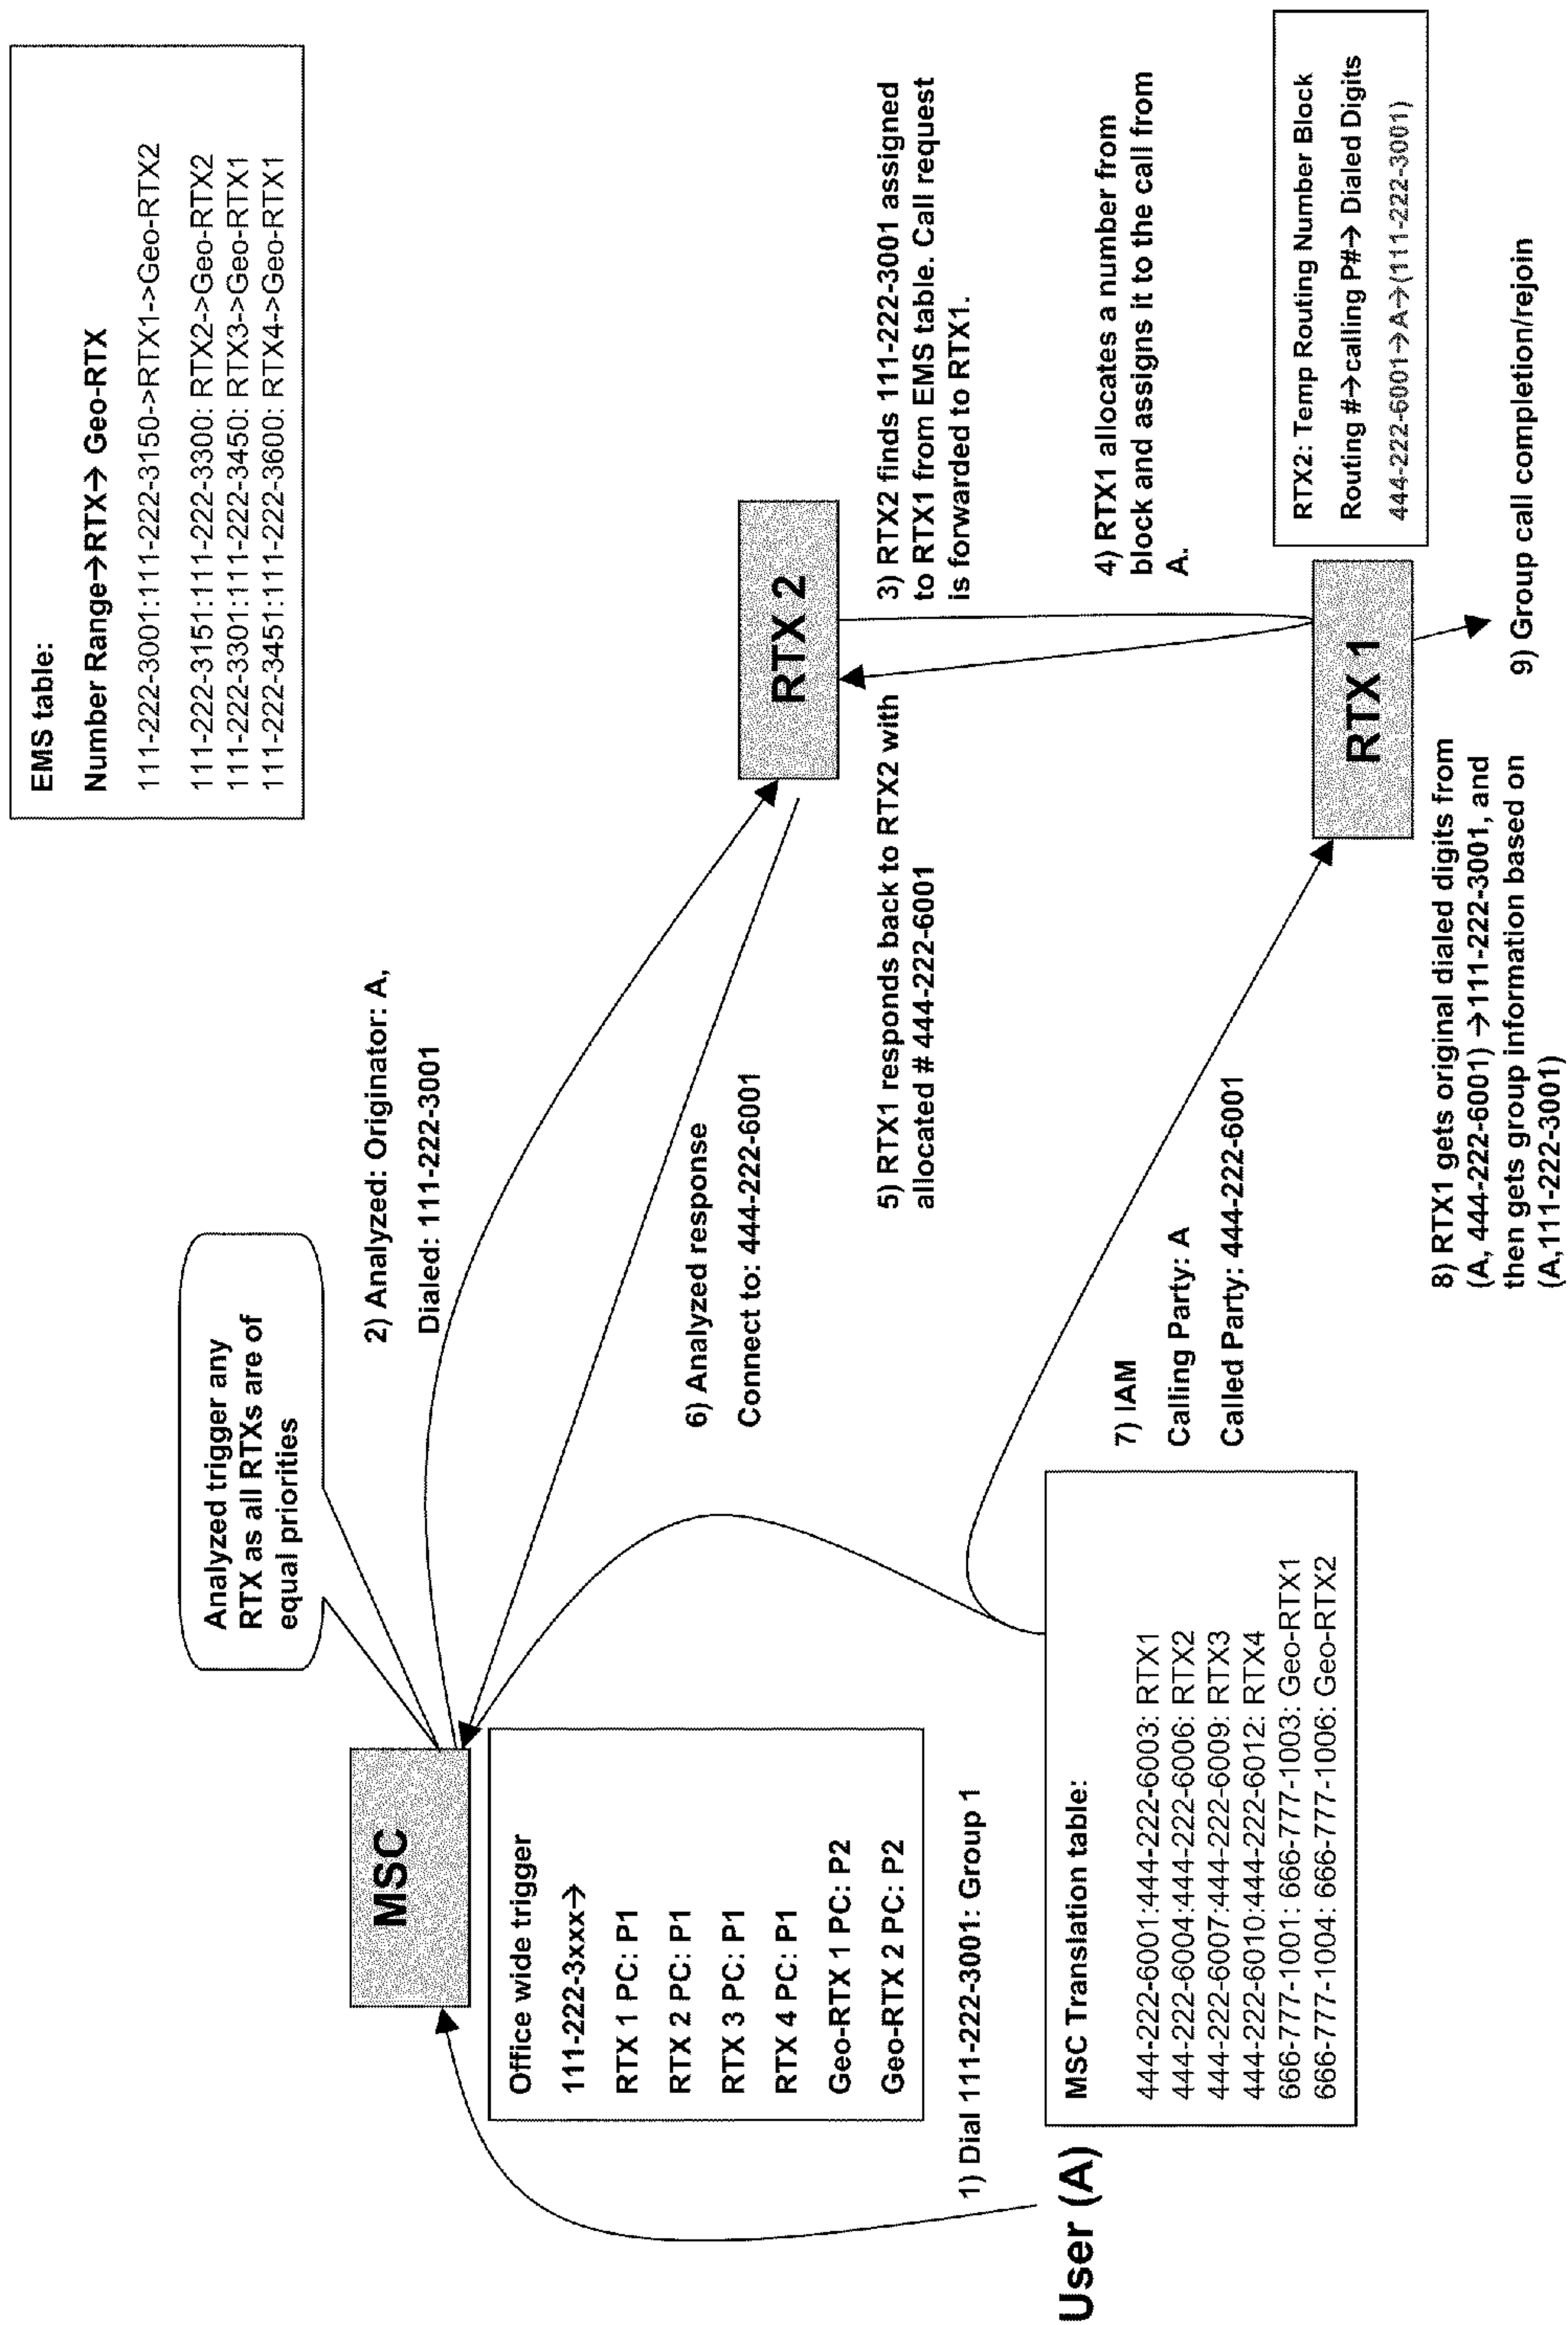 EMS table:
Number Range→RTX→ Geo-RTX
111-222-3001:111-222-3150->RTX1->Geo-RTX2
111-222-3151:111-222-3300: RTX2->Geo-RTX2
111-222-3301:111-222-3450: RTX3->Geo-RTX1
111-222-3451:111-222-3600: RTX4->Geo-RTX1
Analyzed trigger any
RTX as all RTXs are of
equal priorities
MSC
2) Analyzed: Originator: A,
Dialed: 111-222-3001
Office wide trigger
111-222-3xxx→
RTX 1 PC: P1
RTX 2 PC: P1
RTX 3 PC: P1
RTX 4 PC: P1
Geo-RTX 1 PC: P2
Geo-RTX 2 PC: P2
6) Analyzed response
Connect to: 444-222-6001
RTX 2
3) RTX2 finds 111-222-3001 assigned
to RTX1 from EMS table. Call request
is forwarded to RTX1.
5) RTX1 responds back to RTX2 with
allocated # 444-222-6001
1) Dial 111-222-3001: Group 1
4) RTX1 allocates a number from
block and assigns it to the call from
A.
User (A)
MSC Translation table:
444-222-6001:444-222-6003: RTX1
444-222-6004:444-222-6006: RTX2
444-222-6007:444-222-6009: RTX3
444-222-6010:444-222-6012: RTX4
666-777-1001: 666-777-1003: Geo-RTX1
666-777-1004: 666-777-1006: Geo-RTX2
7) IAM
Calling Party: A
Called Party: 444-222-6001
RTX 1
RTX2: Temp Routing Number Block
Routing #→calling P#→ Dialed Digits
444-222-6001→A→(111-222-3001)
8) RTX1 gets original dialed digits from
(A, 444-222-6001) →111-222-3001, and
then gets group information based on
(A,111-222-3001)
9) Group call completion/rejoin